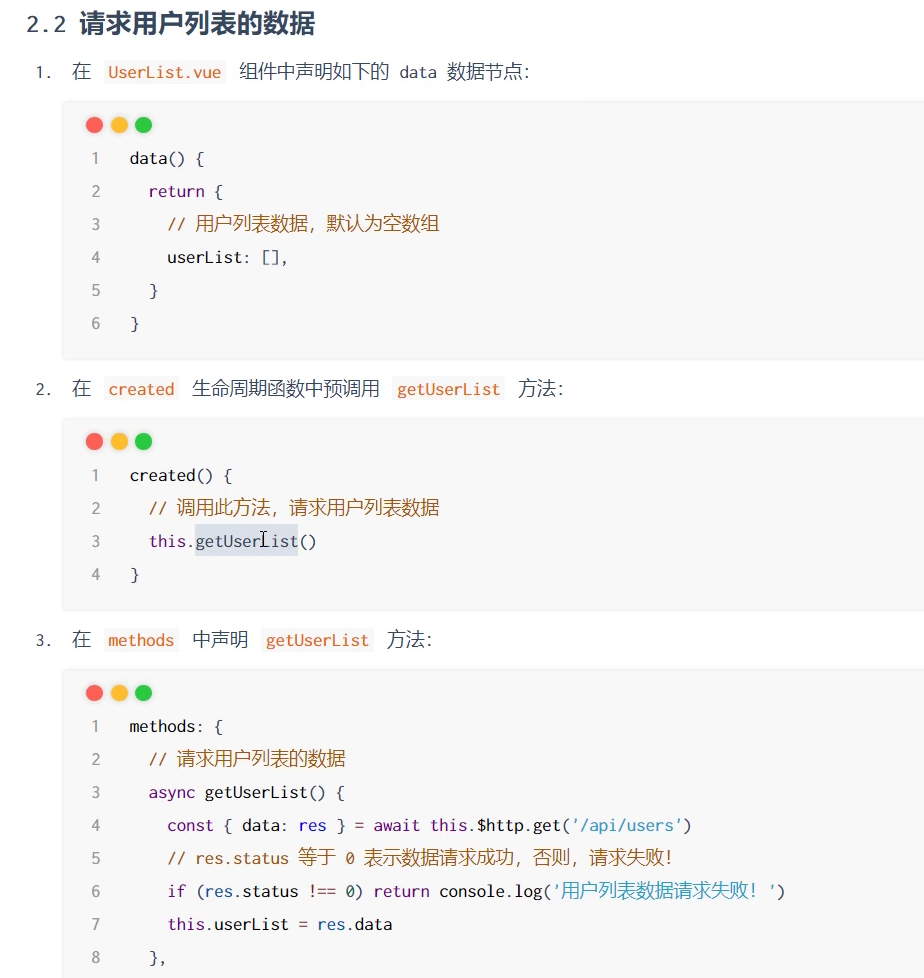 2.2 请求用户列表的数据
1. 在 UserList.vue 组件中声明如下的 data 数据节点：
1 data() {
2 return {
3 // 用户列表数据，默认为空数组
4 userList: [],
5 }
6 }
2. 在 created 生命周期函数中预调用 getUserList 方法：
1 created() {
2 // 调用此方法，请求用户列表数据
3 this.getUserList()
4 }
3. 在 methods 中声明 getUserList 方法：
1 methods: {
2 // 请求用户列表的数据
3 async getUserList() {
4 const { data: res } = await this.$http.get('/api/users')
5 // res.status 等于 0 表示数据请求成功，否则，请求失败！
6 if (res.status !== 0) return console.log('用户列表数据请求失败！')
7 this.userList = res.data
8 },